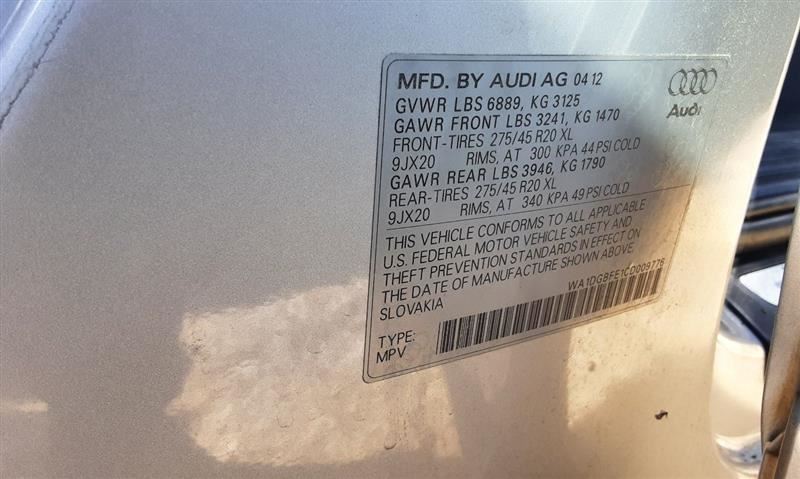 MFD. BY AUDI AG 04 12
GVWR LBS 6889, KG 3125
GAWR FRONT LBS 3241, KG 1470
FRONT-TIRES 275/45 R20 XL
9JX20 RIMS, AT 300 KPA 44 PSI COLD
GAWR REAR LBS 3946, KG 1790
REAR-TIRES 275/45 R20 XL
9JX20 RIMS, AT 340 KPA 49 PSI COLD
Audi
THIS VEHICLE CONFORMS TO ALL APPLICABLE
U.S. FEDERAL MOTOR VEHICLE SAFETY AND
THEFT PREVENTION STANDARDS IN EFFECT ON
THE DATE OF MANUFACTURE SHOWN ABOVE.
SLOVAKIA
WA1DGBFE1CD009776
TYPE:
MPV